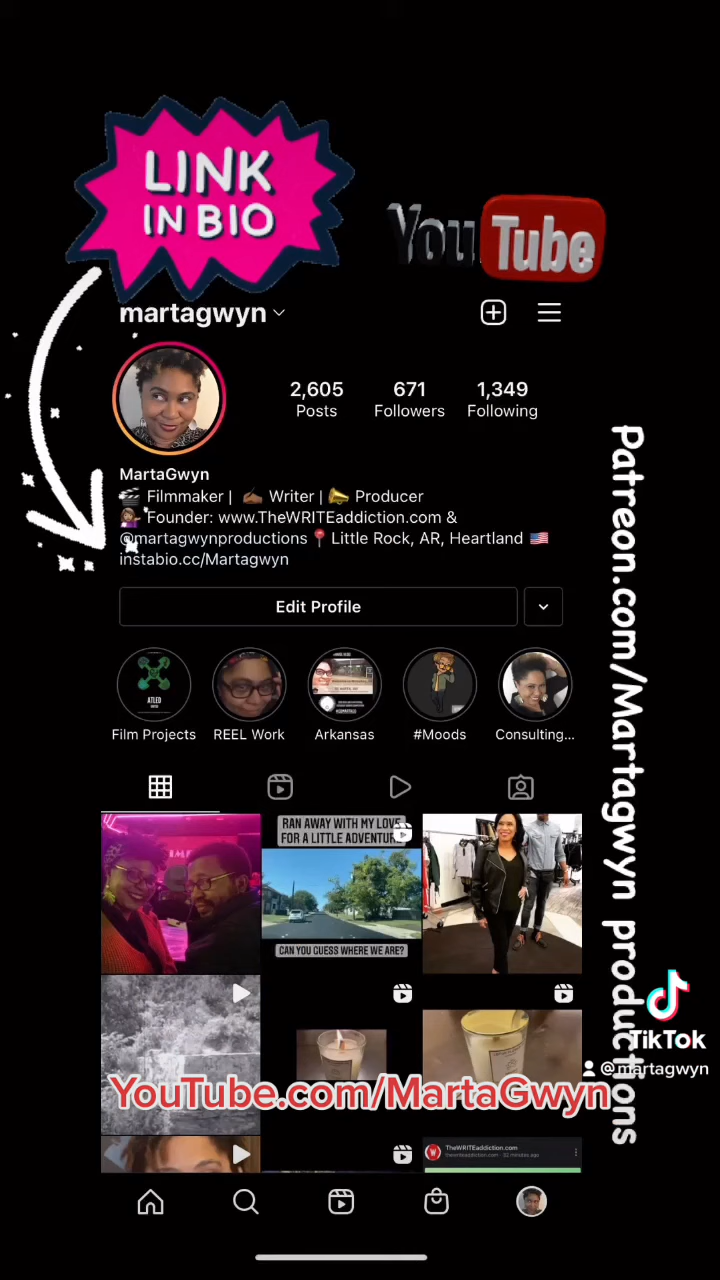 LINK
IN BIO
YouTube
martagwyn
2,605
Posts
671
Followers
1,349
Following
MartaGwyn
🎬 Filmmaker | ✍🏾 Writer | 📣 Producer
💁🏾‍♀️ Founder: www.TheWRITEaddiction.com &
@martagwynproductions 📍 Little Rock, AR, Heartland 🇺🇸
instabio.cc/Martagwyn
Edit Profile
ATLED
Film Projects
REEL Work
Arkansas
#Moods
Consulting...
RAN AWAY WITH MY LOVE
FOR A LITTLE ADVENTURE
CAN YOU GUESS WHERE WE ARE?
YouTube.com/MartaGwyn
TheWRITEaddiction.com
Patreon.com/Martagwyn productions
TikTok
@martagwyn